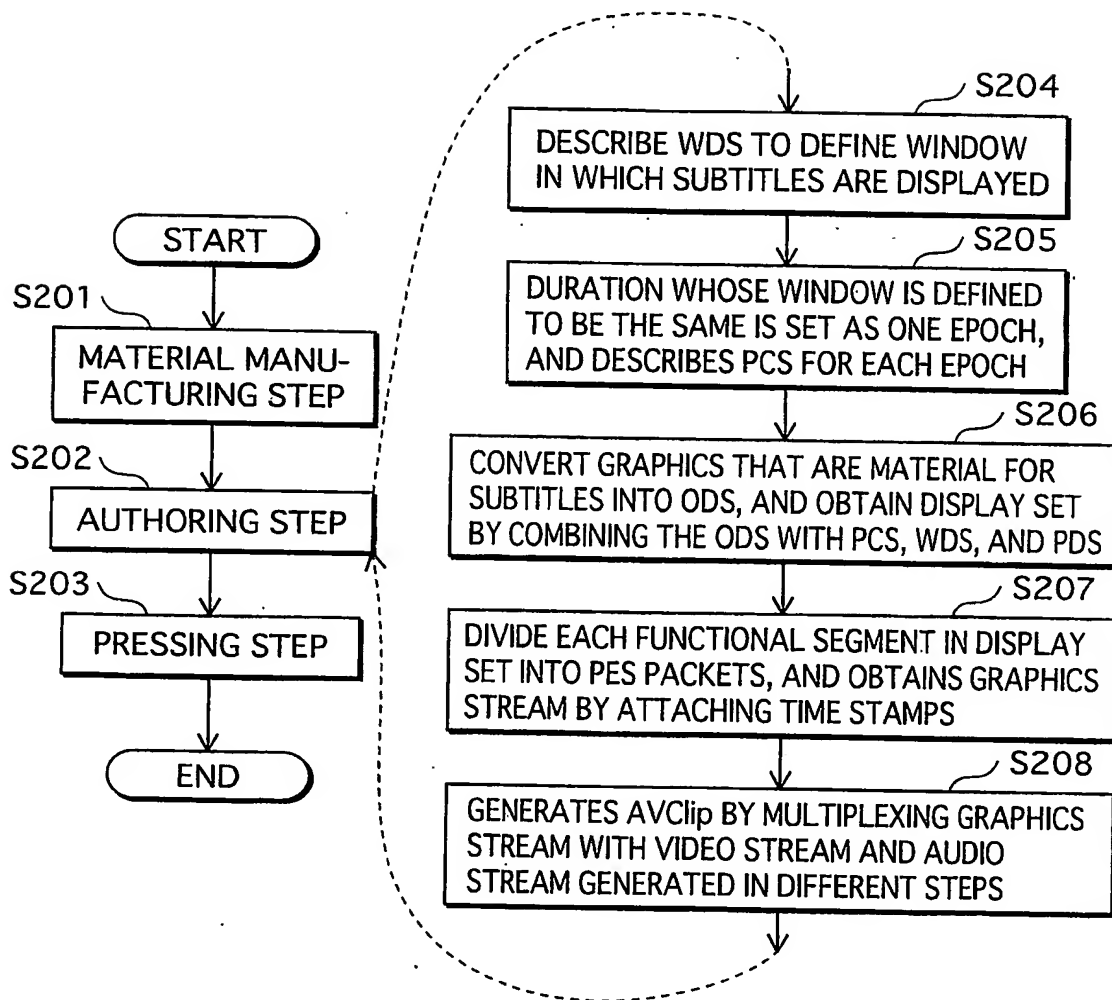 START
S201
MATERIAL MANU-
FACTURING STEP
S202
AUTHORING STEP
S203
PRESSING STEP
END
S204
DESCRIBE WDS TO DEFINE WINDOW
IN WHICH SUBTITLES ARE DISPLAYED
S205
DURATION WHOSE WINDOW IS DEFINED
TO BE THE SAME IS SET AS ONE EPOCH,
AND DESCRIBES PCS FOR EACH EPOCH
S206
CONVERT GRAPHICS THAT ARE MATERIAL FOR
SUBTITLES INTO ODS, AND OBTAIN DISPLAY SET
BY COMBINING THE ODS WITH PCS, WDS, AND PDS
S207
DIVIDE EACH FUNCTIONAL SEGMENT IN DISPLAY
SET INTO PES PACKETS, AND OBTAINS GRAPHICS
STREAM BY ATTACHING TIME STAMPS
S208
GENERATES AVClip BY MULTIPLEXING GRAPHICS
STREAM WITH VIDEO STREAM AND AUDIO
STREAM GENERATED IN DIFFERENT STEPS